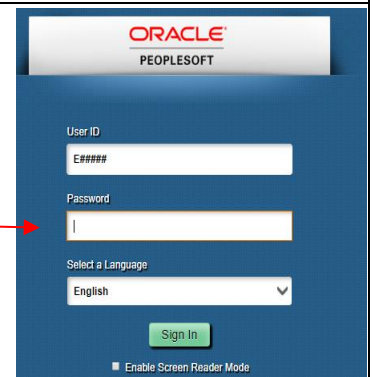 ORACLE®
PEOPLESOFT
User ID
E#####
Password
Select a Language
English
Sign In
Enable Screen Reader Mode